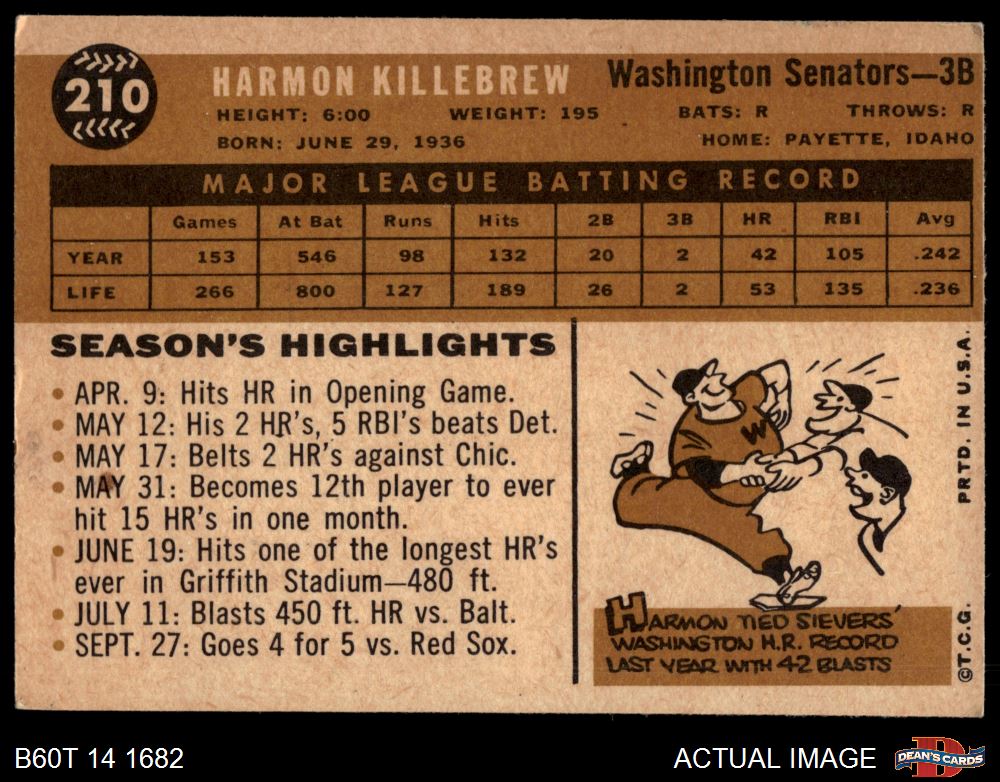 210
HARMON KILLEBREW
Washington Senators—3B
HEIGHT: 6:00 WEIGHT: 195 BATS: R THROWS: R
BORN: JUNE 29, 1936 HOME: PAYETTE, IDAHO
MAJOR LEAGUE BATTING RECORD
Games At Bat Runs Hits 2B 3B HR RBI Avg
YEAR 153 546 98 132 20 2 42 105 .242
LIFE 266 800 127 189 26 2 53 135 .236
SEASON'S HIGHLIGHTS
• APR. 9: Hits HR in Opening Game.
• MAY 12: His 2 HR's, 5 RBI's beats Det.
• MAY 17: Belts 2 HR's against Chic.
• MAY 31: Becomes 12th player to ever
hit 15 HR's in one month.
• JUNE 19: Hits one of the longest HR's
ever in Griffith Stadium—480 ft.
• JULY 11: Blasts 450 ft. HR vs. Balt.
• SEPT. 27: Goes 4 for 5 vs. Red Sox.
W
HARMON TIED SIEVERS'
WASHINGTON H.R. RECORD
LAST YEAR WITH 42 BLASTS
©T.C.G. PRTD. IN U.S.A.
B60T 14 1682
ACTUAL IMAGE
D
DEAN'S CARDS